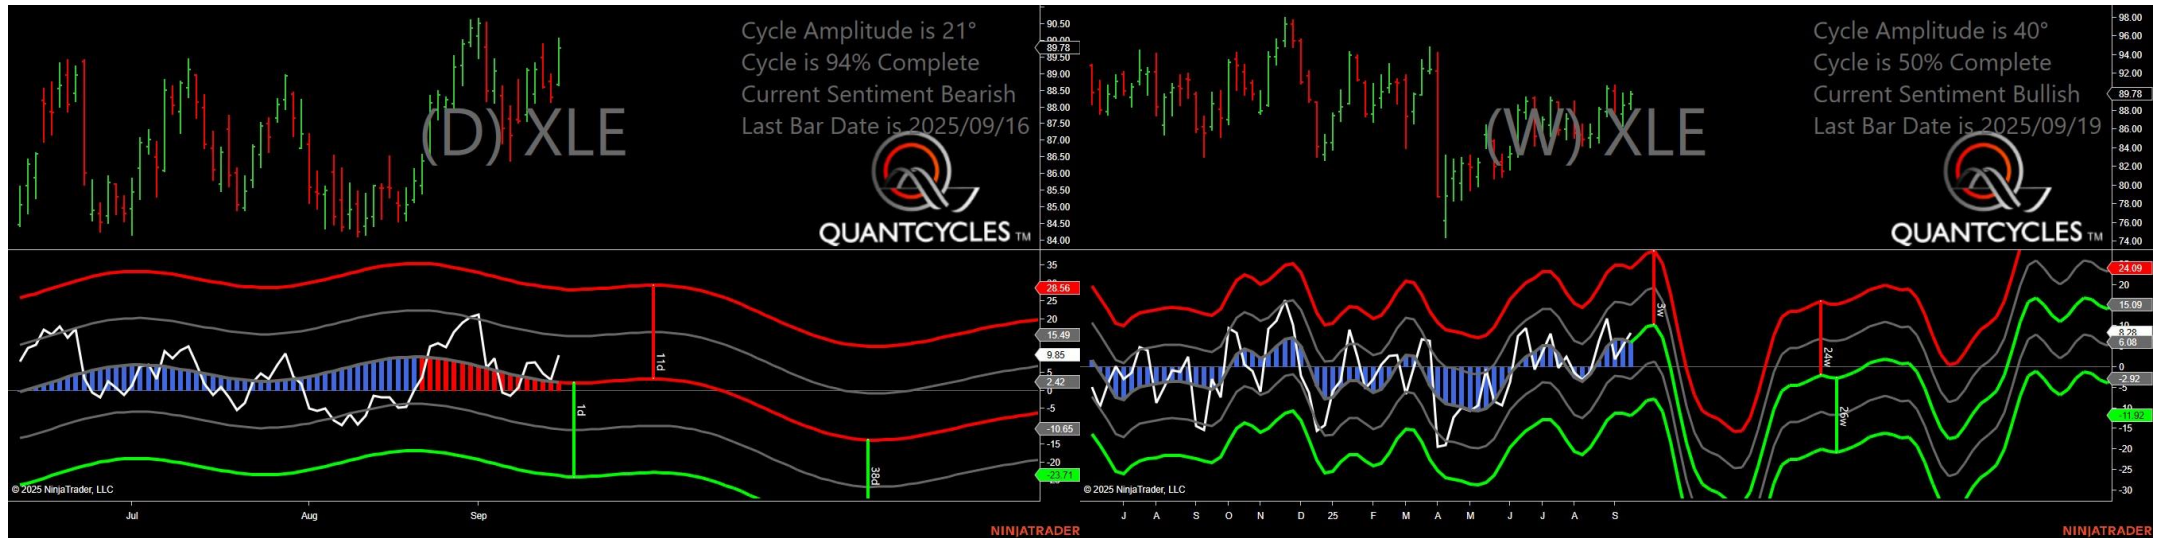 Cycle Amplitude is 21°
Cycle is 94% Complete
Current Sentiment Bearish
Last Bar Date is 2025/09/16
(D) XLE
QUANTCYCLES TM
90.50
90.00
89.78
89.50
89.00
88.50
88.00
87.50
87.00
86.50
86.00
85.50
85.00
84.50
84.00
35
28.56
25
20
15.49
9.85
5
2.42
-5
-10.65
-15
-20
-23.71
11d
1d
38d
© 2025 NinjaTrader, LLC
Jul
Aug
Sep
NINJATRADER
Cycle Amplitude is 40°
Cycle is 50% Complete
Current Sentiment Bullish
Last Bar Date is 2025/09/19
(W) XLE
QUANTCYCLES TM
98.00
96.00
94.00
92.00
89.78
88.00
86.00
84.00
82.00
80.00
78.00
76.00
74.00
24.09
20
15.09
8.28
6.08
0
-2.92
-5
-11.92
-15
-20
-25
-30
3w
24w
26w
© 2025 NinjaTrader, LLC
J A S O N D 25 F M A M J J A S
NINJATRADER